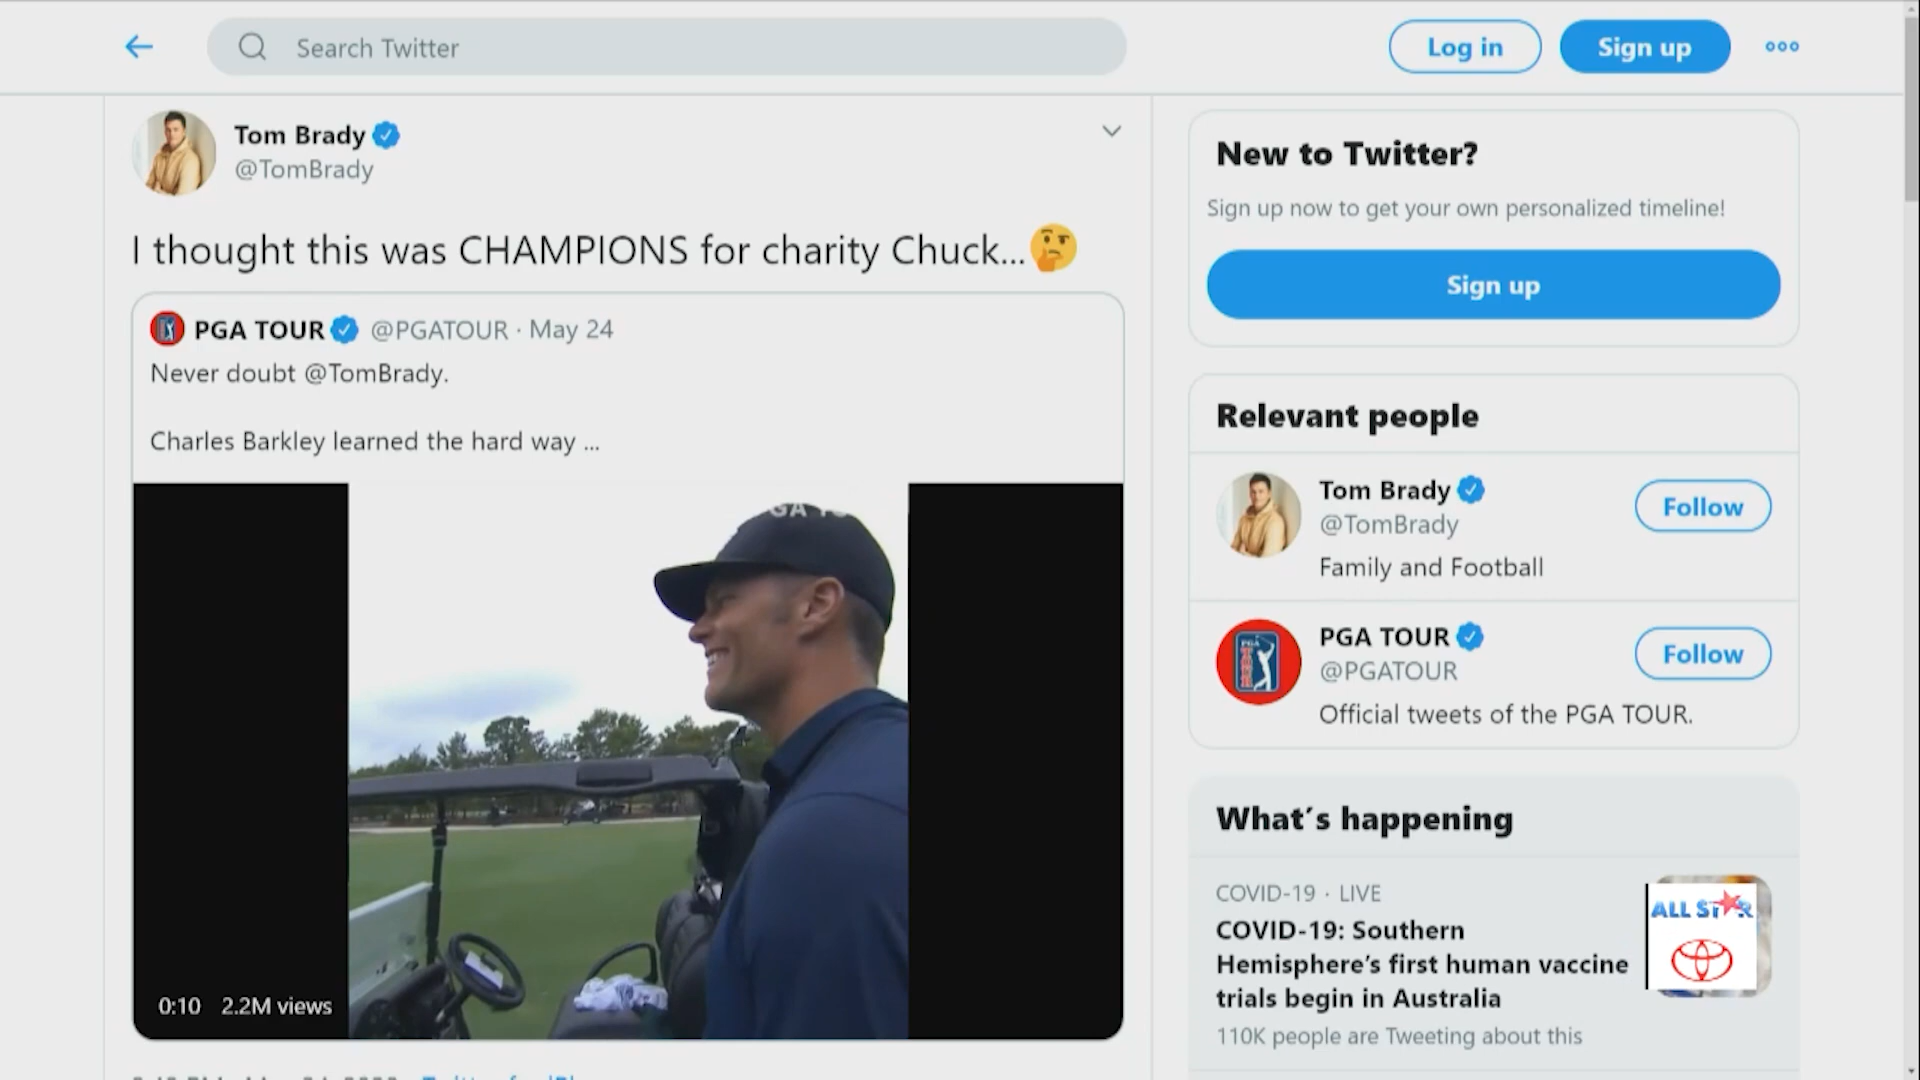 Search Twitter
Log in
Sign up
Tom Brady
@TomBrady
I thought this was CHAMPIONS for charity Chuck...🤔
PGA TOUR @PGATOUR · May 24
Never doubt @TomBrady.
Charles Barkley learned the hard way ...
0:10 2.2M views
New to Twitter?
Sign up now to get your own personalized timeline!
Sign up
Relevant people
Tom Brady
@TomBrady
Follow
Family and Football
PGA TOUR
@PGATOUR
Follow
Official tweets of the PGA TOUR.
What's happening
COVID-19 · LIVE
COVID-19: Southern
Hemisphere's first human vaccine
trials begin in Australia
110K people are Tweeting about this
ALL STAR